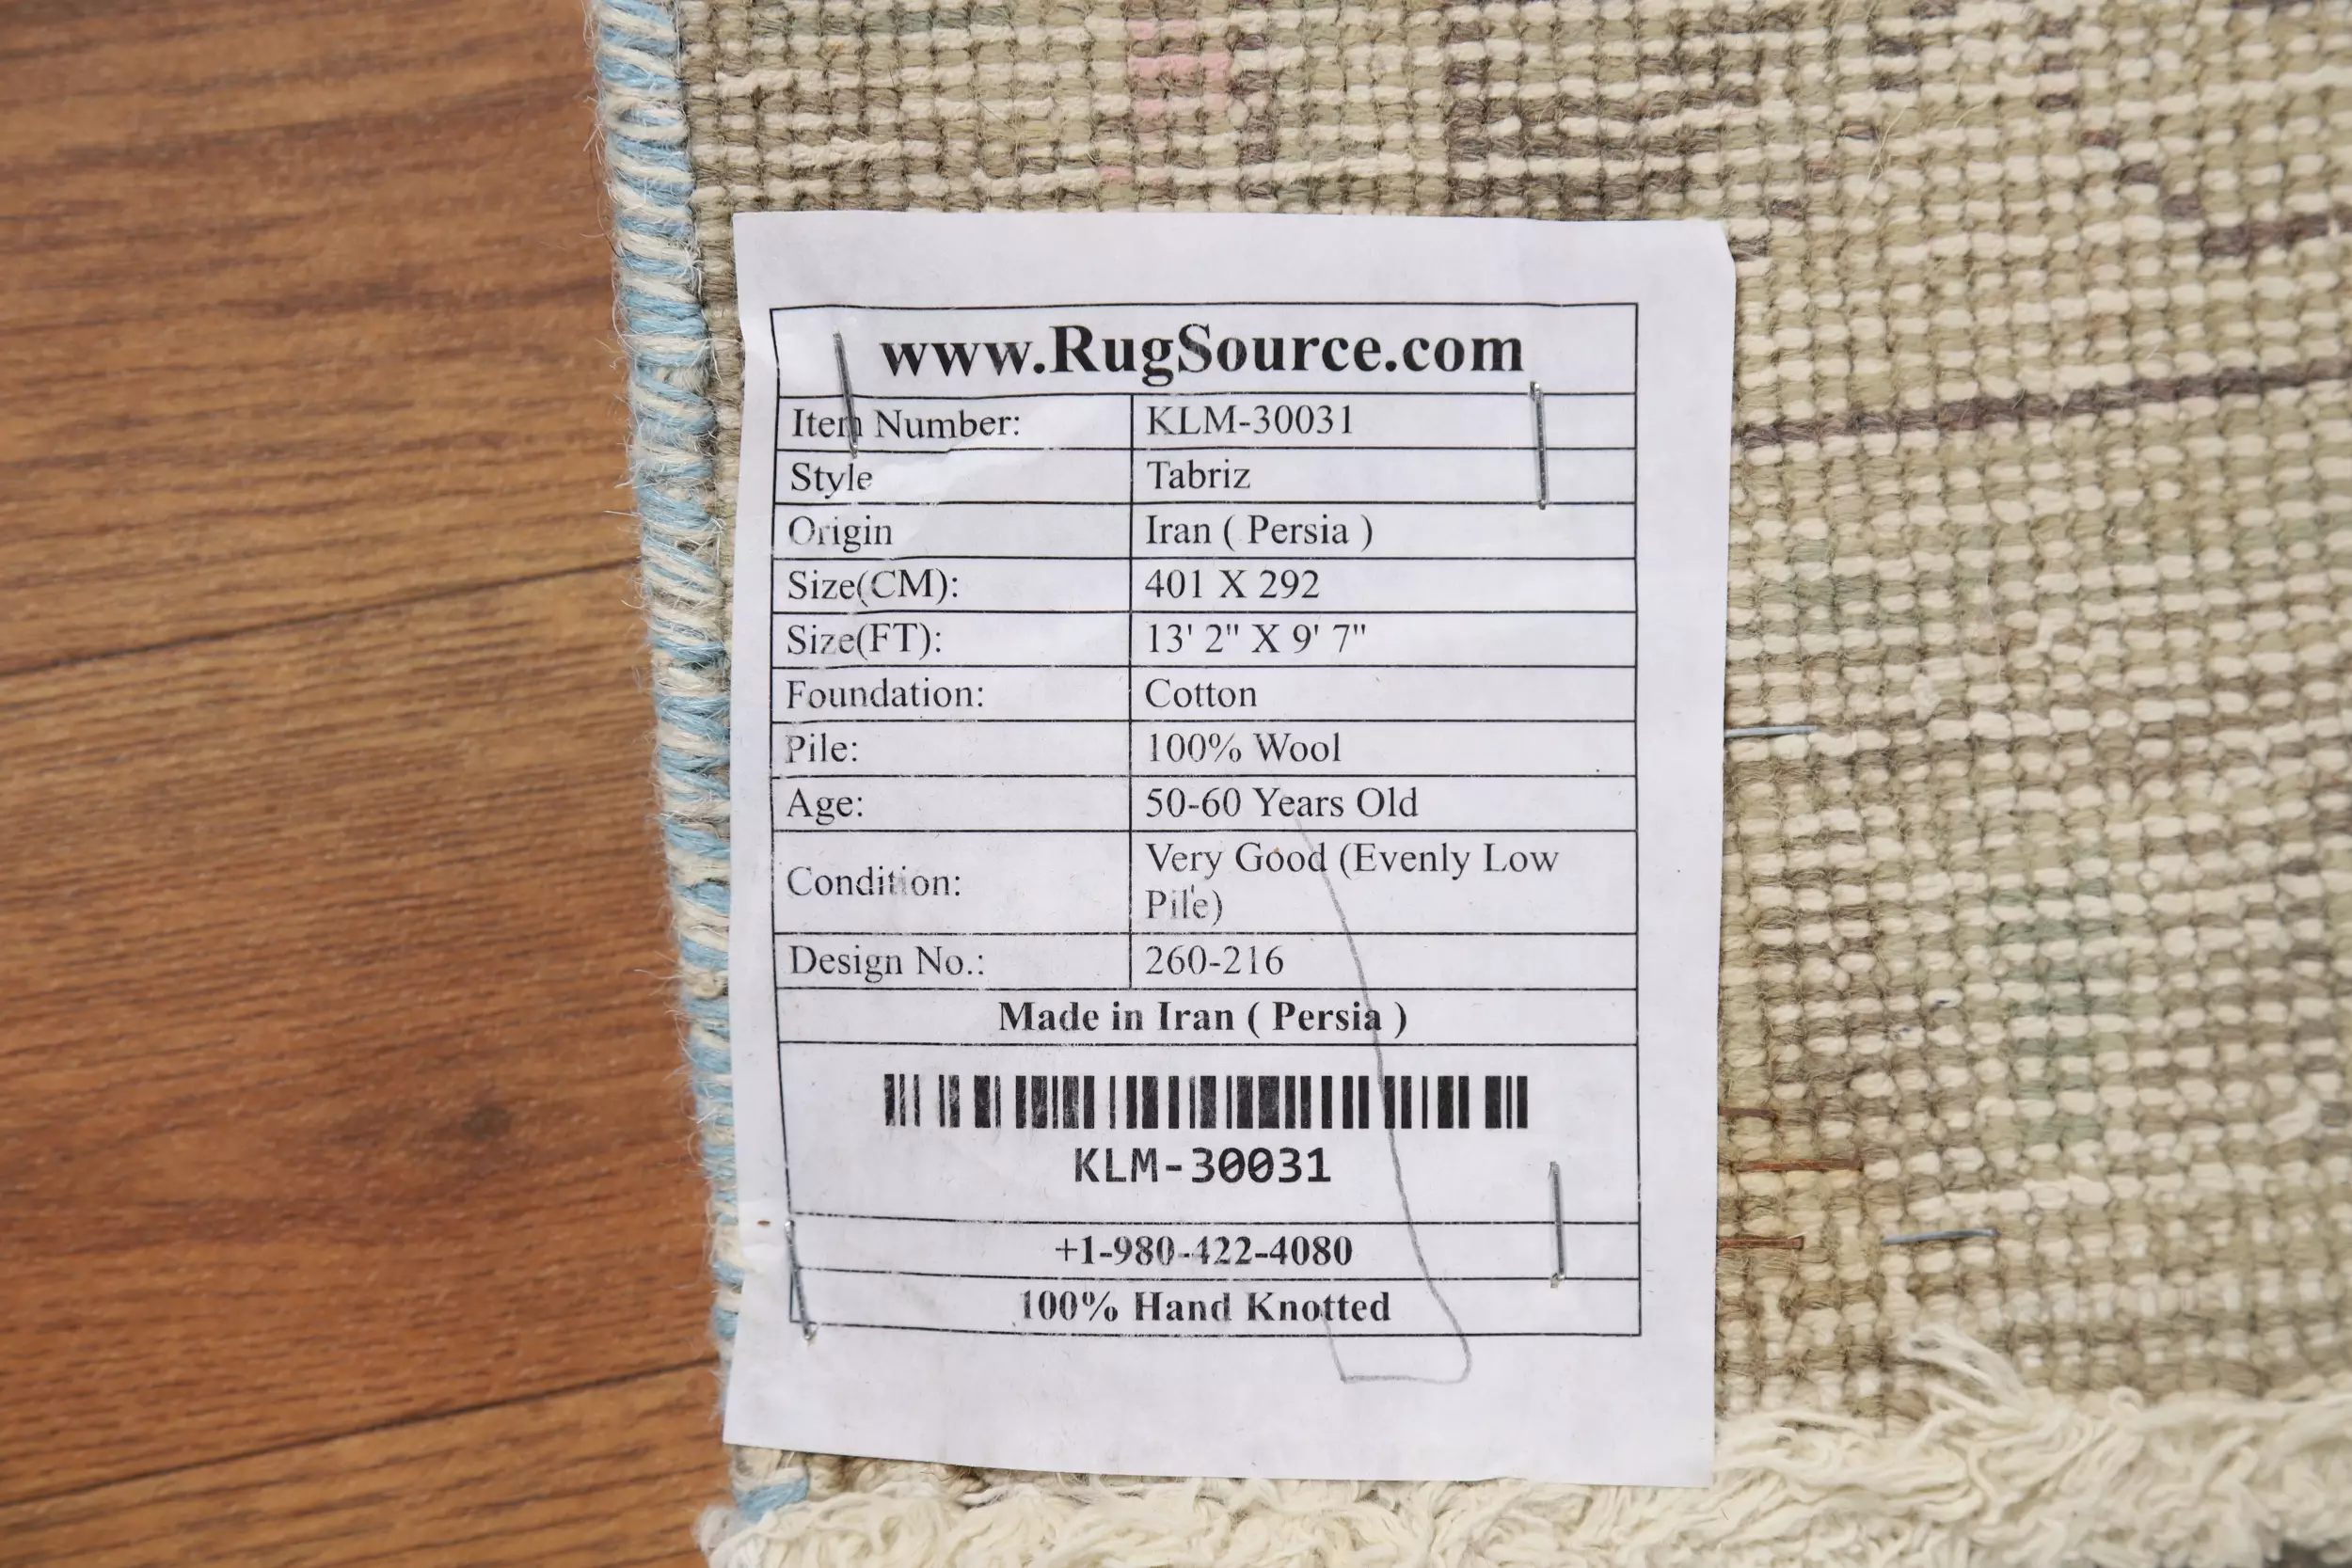 www.RugSource.com
Item Number: KLM-30031
Style Tabriz
Origin Iran ( Persia )
Size(CM): 401 X 292
Size(FT): 13' 2" X 9' 7"
Foundation: Cotton
Pile: 100% Wool
Age: 50-60 Years Old
Condition: Very Good (Evenly Low
Pile)
Design No.: 260-216
Made in Iran ( Persia )
KLM-30031
+1-980-422-4080
100% Hand Knotted